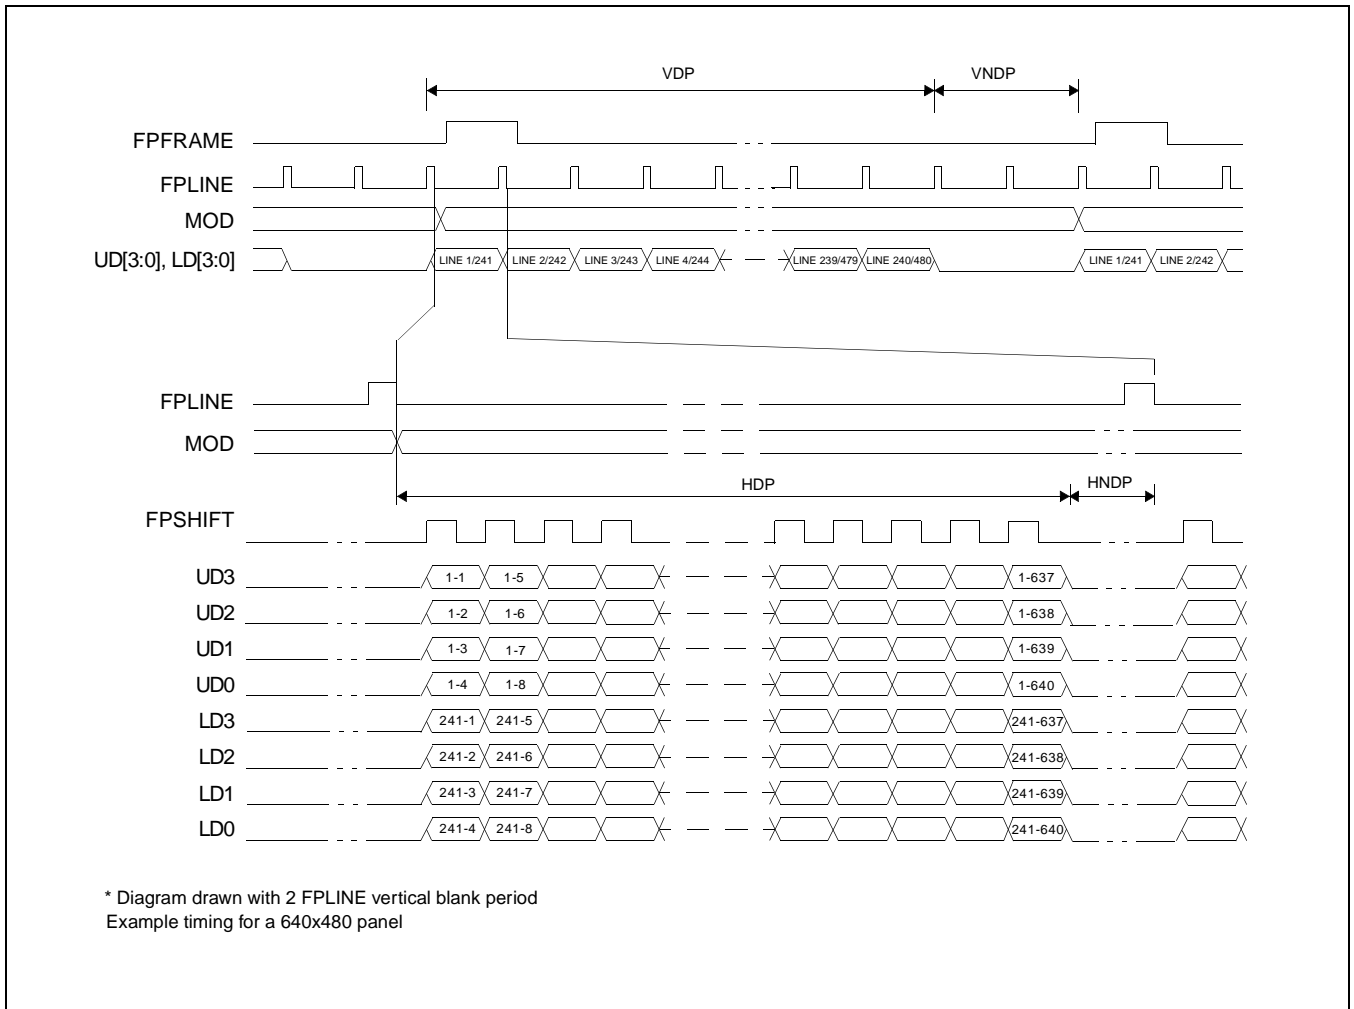 VDP VNDP
FPFRAME
FPLINE
MOD
UD[3:0], LD[3:0] LINE 1/241 LINE 2/242 LINE 3/243 LINE 4/244 LINE 239/479 LINE 240/480 LINE 1/241 LINE 2/242
FPLINE
MOD
HDP HNDP
FPSHIFT
UD3 1-1 1-5 1-637
UD2 1-2 1-6 1-638
UD1 1-3 1-7 1-639
UD0 1-4 1-8 1-640
LD3 241-1 241-5 241-637
LD2 241-2 241-6 241-638
LD1 241-3 241-7 241-639
LD0 241-4 241-8 241-640
* Diagram drawn with 2 FPLINE vertical blank period
Example timing for a 640x480 panel